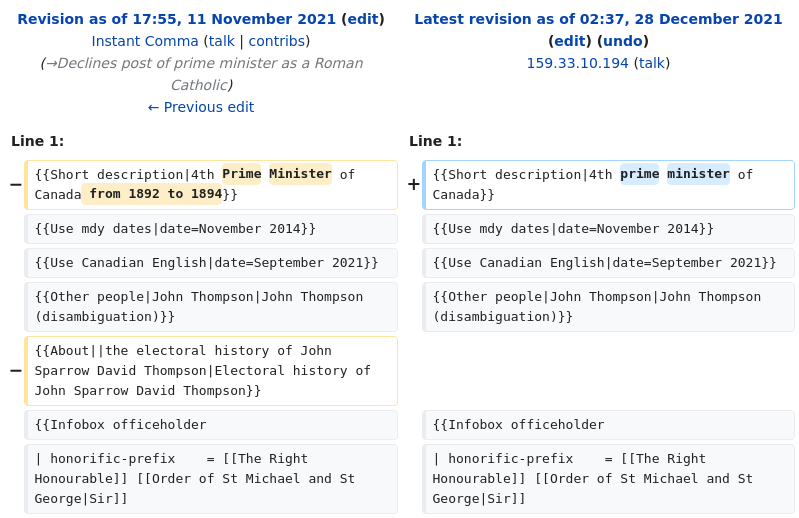 Revision as of 17:55, 11 November 2021 (edit)
Instant Comma (talk | contribs)
(→Declines post of prime minister as a Roman
Catholic)
← Previous edit
Latest revision as of 02:37, 28 December 2021
(edit) (undo)
159.33.10.194 (talk)
Line 1:
Line 1:
− {{Short description|4th Prime Minister of
Canada from 1892 to 1894}}
+ {{Short description|4th prime minister of
Canada}}
{{Use mdy dates|date=November 2014}}
{{Use mdy dates|date=November 2014}}
{{Use Canadian English|date=September 2021}}
{{Use Canadian English|date=September 2021}}
{{Other people|John Thompson|John Thompson
(disambiguation)}}
{{Other people|John Thompson|John Thompson
(disambiguation)}}
− {{About||the electoral history of John
Sparrow David Thompson|Electoral history of
John Sparrow David Thompson}}
{{Infobox officeholder
{{Infobox officeholder
| honorific-prefix    = [[The Right
Honourable]] [[Order of St Michael and St
George|Sir]]
| honorific-prefix    = [[The Right
Honourable]] [[Order of St Michael and St
George|Sir]]